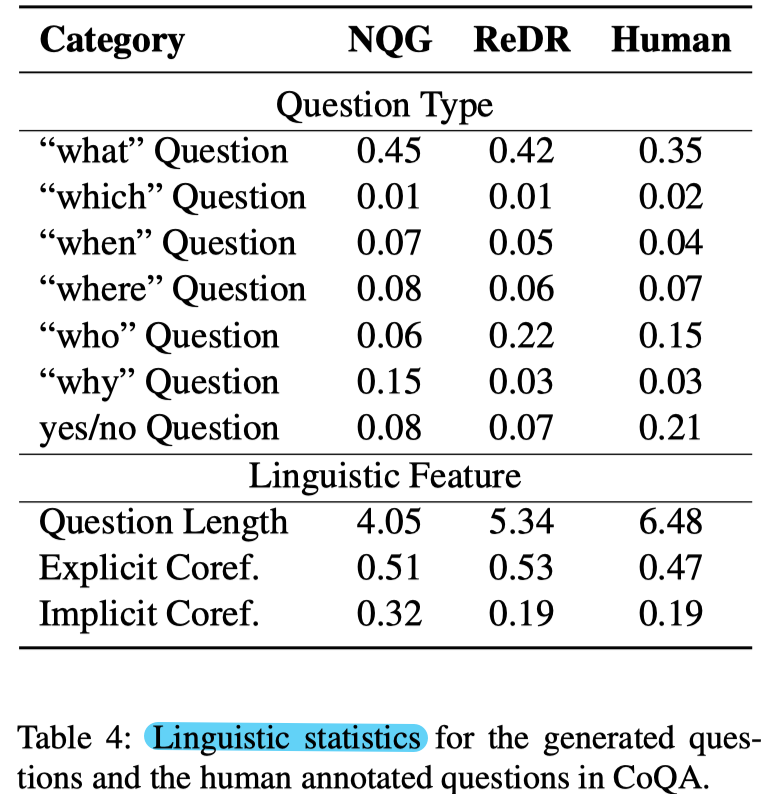 Category NQG ReDR Human
Question Type
“what” Question 0.45 0.42 0.35
“which” Question 0.01 0.01 0.02
“when” Question 0.07 0.05 0.04
“where” Question 0.08 0.06 0.07
“who” Question 0.06 0.22 0.15
“why” Question 0.15 0.03 0.03
yes/no Question 0.08 0.07 0.21
Linguistic Feature
Question Length 4.05 5.34 6.48
Explicit Coref. 0.51 0.53 0.47
Implicit Coref. 0.32 0.19 0.19
Table 4: Linguistic statistics for the generated ques-
tions and the human annotated questions in CoQA.